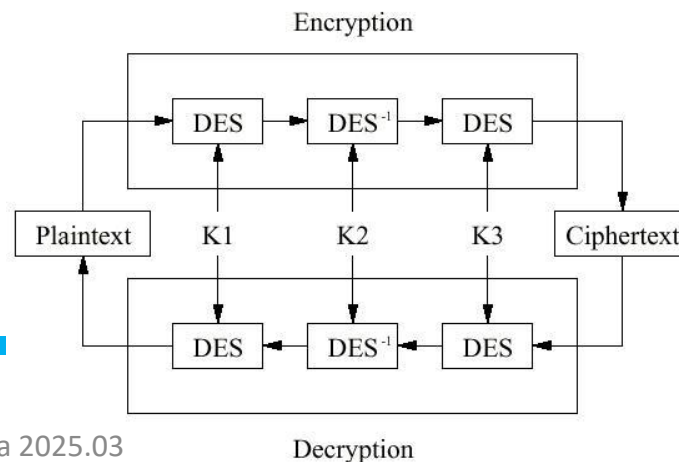 Encryption
DES DES⁻¹ DES
Plaintext K1 K2 K3 Ciphertext
DES DES⁻¹ DES
a 2025.03
Decryption